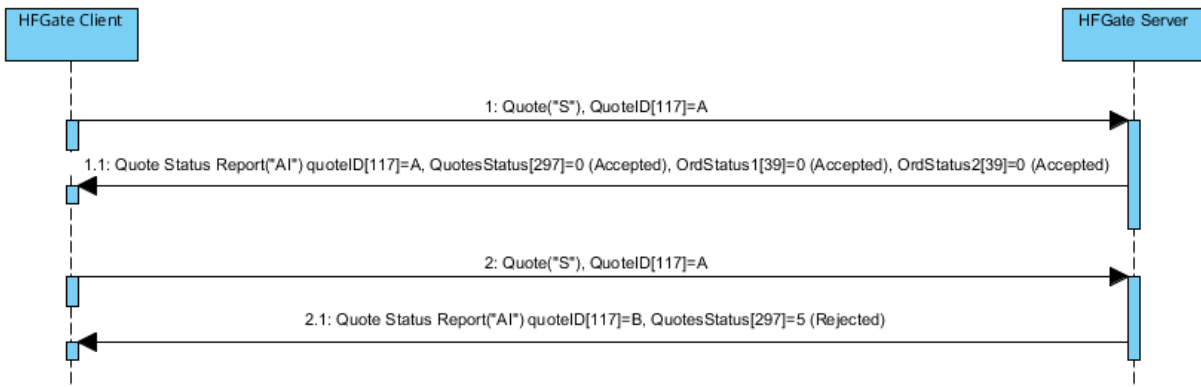 HFGate Client
HFGate Server
1: Quote("S"), QuoteID[117]=A
1.1: Quote Status Report("AI") quoteID[117]=A, QuotesStatus[297]=0 (Accepted), OrdStatus1[39]=0 (Accepted), OrdStatus2[39]=0 (Accepted)
2: Quote("S"), QuoteID[117]=A
2.1: Quote Status Report("AI") quoteID[117]=B, QuotesStatus[297]=5 (Rejected)